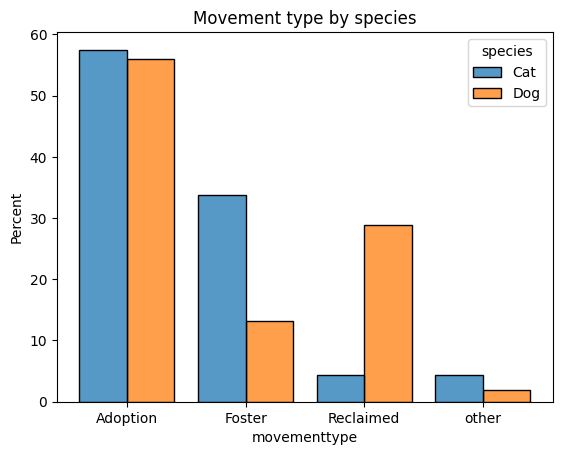 Movement type by species
60
50
40
30
20
10
0
Percent
species
Cat
Dog
Adoption
Foster
Reclaimed
other
movementtype